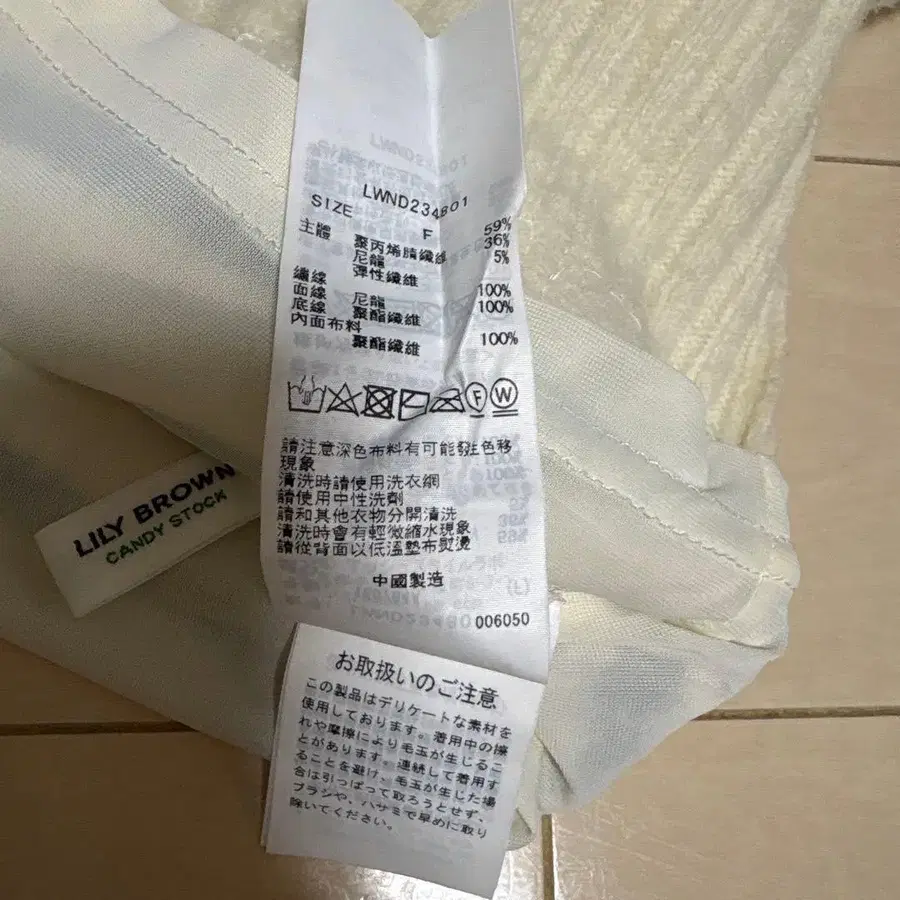 LWND234801
SIZE
F
主體 聚丙烯腈纖維 59%
尼龍 36%
彈性纖維 5%
繡線
面線 尼龍 100%
底線 聚酯纖維 100%
內面布料
聚酯纖維 100%
F W
請注意深色布料有可能發生色移
現象
清洗時請使用洗衣網
請使用中性洗劑
請和其他衣物分開清洗
清洗時會有輕微縮水現象
請從背面以低溫墊布熨燙
中國製造
006050
LILY BROWN
CANDY STOCK
お取扱いのご注意
この製品はデリケートな素材を
使用しております。着用中の擦
れや摩擦により毛玉が生じるこ
とがあります。連続して着用す
ることを避け、毛玉が生じた場
合は引っぱって取ろうとせず、
ブラシや、ハサミで早めに取り
除いてください。